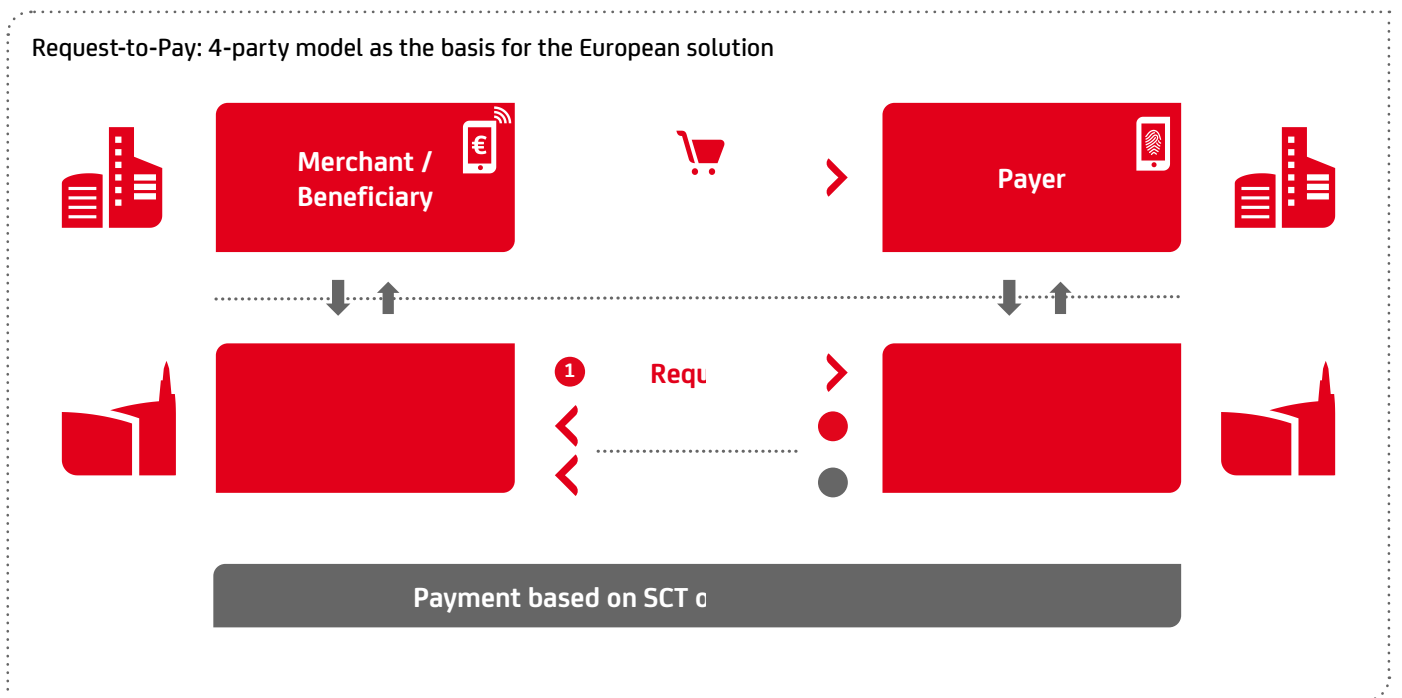 Request-to-Pay: 4-party model as the basis for the European solution
Merchant /
Beneficiary
€
Payer
1
Requ
Payment based on SCT o